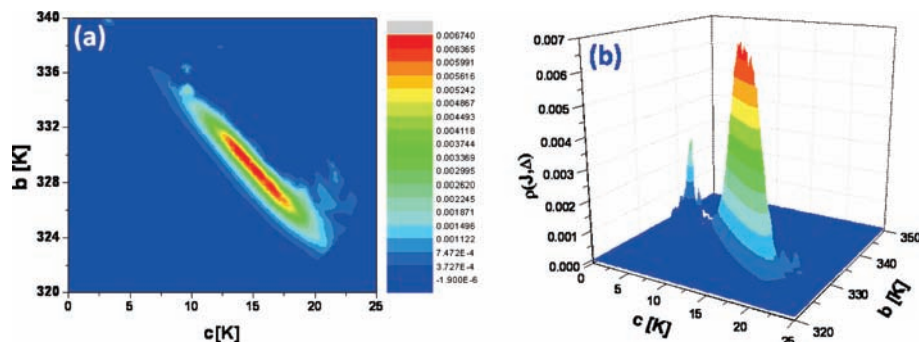 (a)
340
336
332
328
324
320
b [K]
0 5 10 15 20 25
c[K]
0.006740
0.006365
0.005991
0.005616
0.005242
0.004867
0.004493
0.004118
0.003744
0.003369
0.002995
0.002620
0.002245
0.001871
0.001496
0.001122
7.472E-4
3.727E-4
-1.900E-6
(b)
0.007
0.006
0.005
0.004
0.003
0.002
0.001
0.000
ρ(J,Δ)
0 5 10 15 20 25
c [K]
320 330 340 350
b [K]